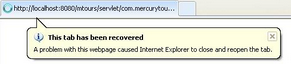 http://localhost:8080/mtours/servlet/com.mercurytou...
This tab has been recovered
A problem with this webpage caused Internet Explorer to close and reopen the tab.